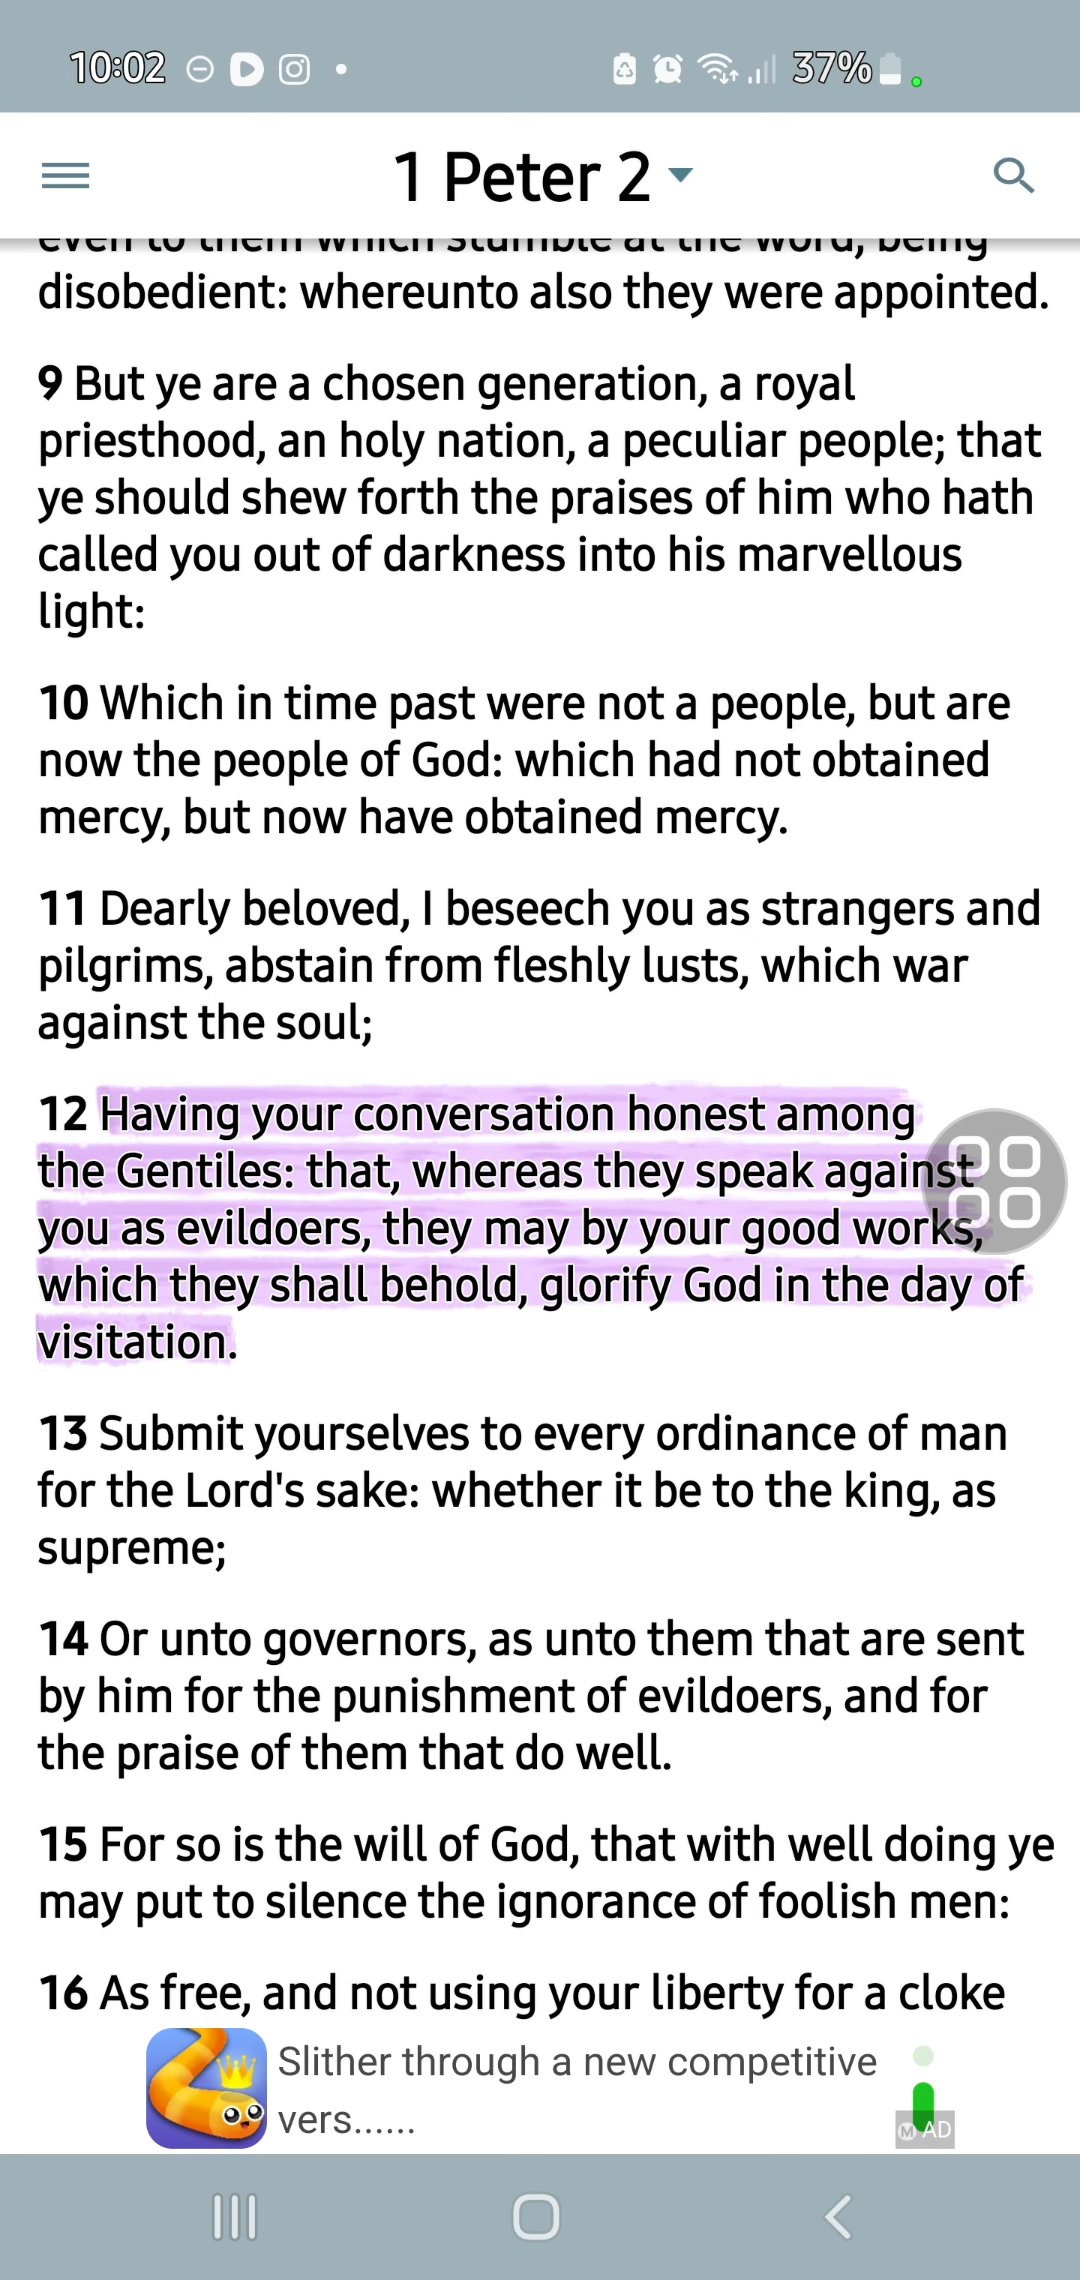 10:02
37%
1 Peter 2
even to them which stumble at the word, being
disobedient: whereunto also they were appointed.
9 But ye are a chosen generation, a royal
priesthood, an holy nation, a peculiar people; that
ye should shew forth the praises of him who hath
called you out of darkness into his marvellous
light:
10 Which in time past were not a people, but are
now the people of God: which had not obtained
mercy, but now have obtained mercy.
11 Dearly beloved, I beseech you as strangers and
pilgrims, abstain from fleshly lusts, which war
against the soul;
12 Having your conversation honest among
the Gentiles: that, whereas they speak against
you as evildoers, they may by your good works,
which they shall behold, glorify God in the day of
visitation.
13 Submit yourselves to every ordinance of man
for the Lord's sake: whether it be to the king, as
supreme;
14 Or unto governors, as unto them that are sent
by him for the punishment of evildoers, and for
the praise of them that do well.
15 For so is the will of God, that with well doing ye
may put to silence the ignorance of foolish men:
16 As free, and not using your liberty for a cloke
Slither through a new competitive
vers......
M AD